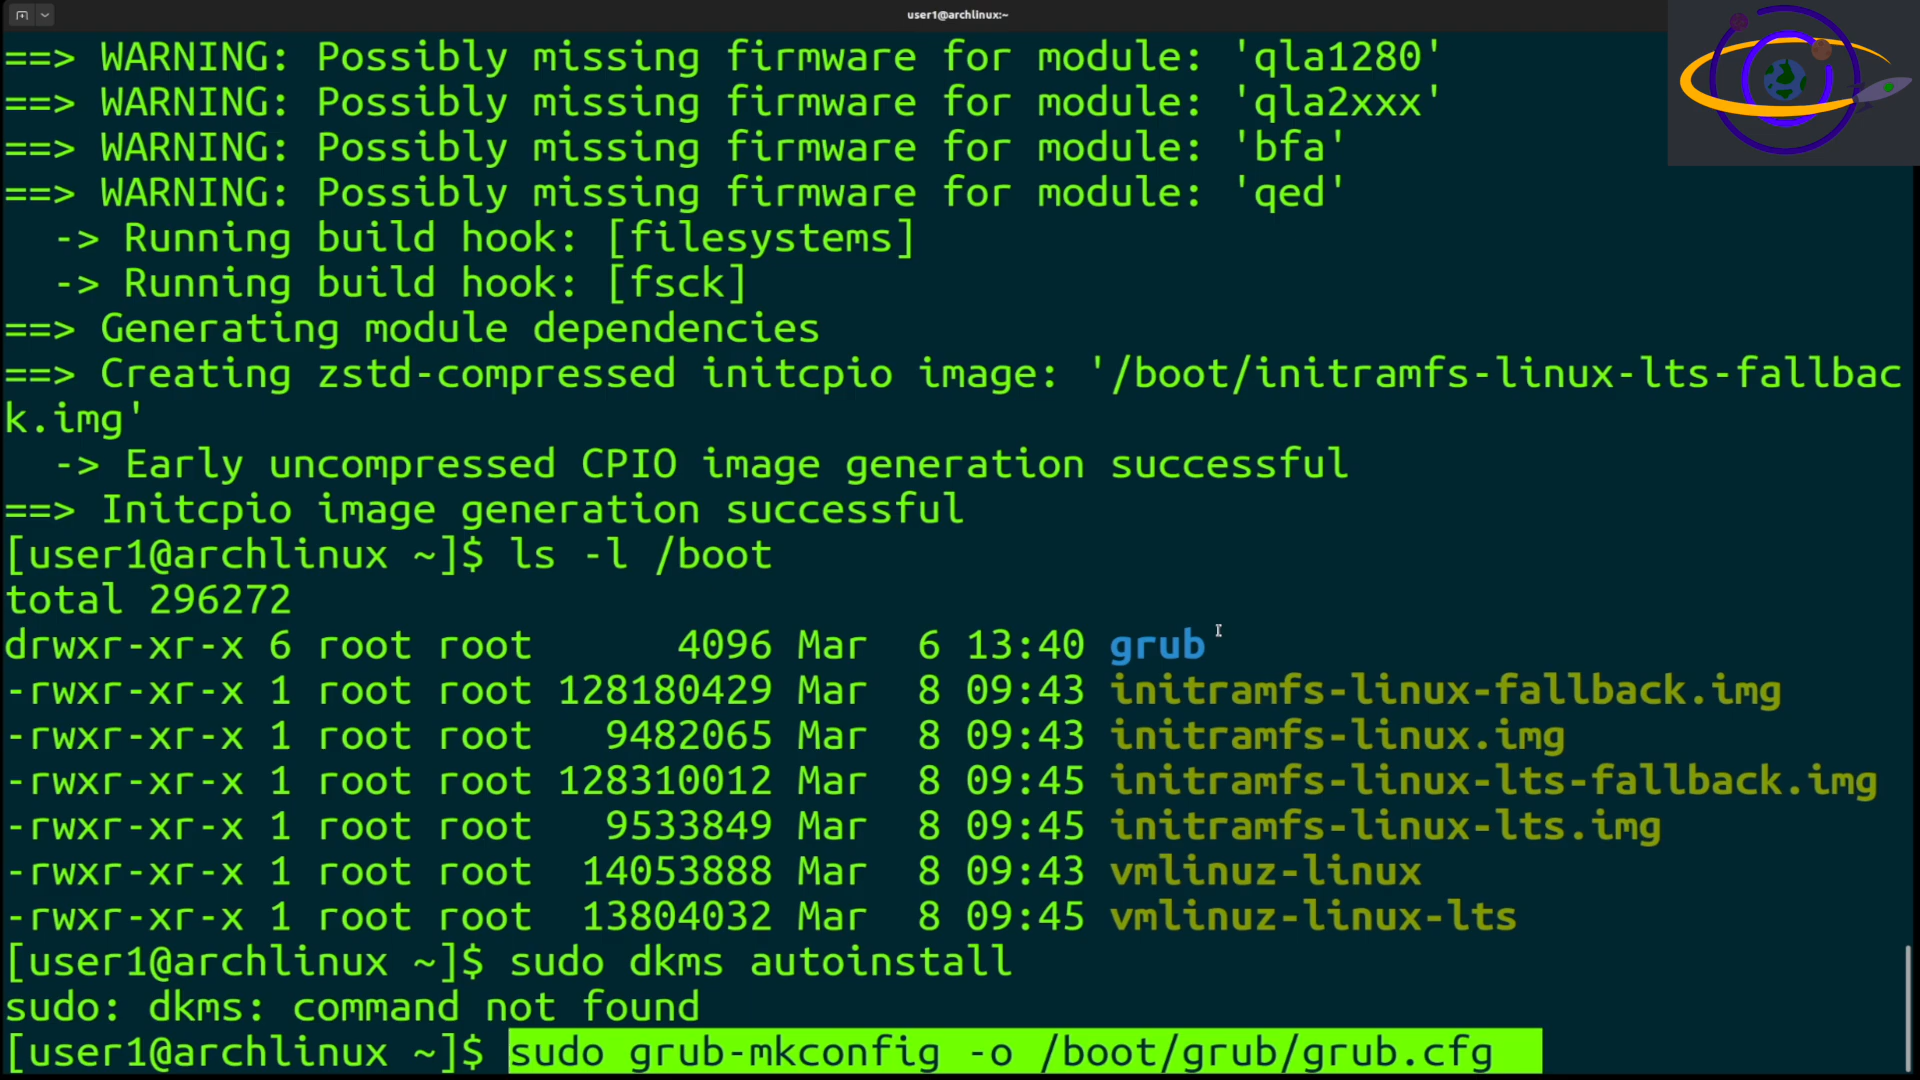 user1@archlinux:~
==> WARNING: Possibly missing firmware for module: 'qla1280'
==> WARNING: Possibly missing firmware for module: 'qla2xxx'
==> WARNING: Possibly missing firmware for module: 'bfa'
==> WARNING: Possibly missing firmware for module: 'qed'
  -> Running build hook: [filesystems]
  -> Running build hook: [fsck]
==> Generating module dependencies
==> Creating zstd-compressed initcpio image: '/boot/initramfs-linux-lts-fallbac
k.img'
  -> Early uncompressed CPIO image generation successful
==> Initcpio image generation successful
[user1@archlinux ~]$ ls -l /boot
total 296272
drwxr-xr-x 6 root root      4096 Mar  6 13:40 grub
-rwxr-xr-x 1 root root 128180429 Mar  8 09:43 initramfs-linux-fallback.img
-rwxr-xr-x 1 root root   9482065 Mar  8 09:43 initramfs-linux.img
-rwxr-xr-x 1 root root 128310012 Mar  8 09:45 initramfs-linux-lts-fallback.img
-rwxr-xr-x 1 root root   9533849 Mar  8 09:45 initramfs-linux-lts.img
-rwxr-xr-x 1 root root  14053888 Mar  8 09:43 vmlinuz-linux
-rwxr-xr-x 1 root root  13804032 Mar  8 09:45 vmlinuz-linux-lts
[user1@archlinux ~]$ sudo dkms autoinstall
sudo: dkms: command not found
[user1@archlinux ~]$ sudo grub-mkconfig -o /boot/grub/grub.cfg